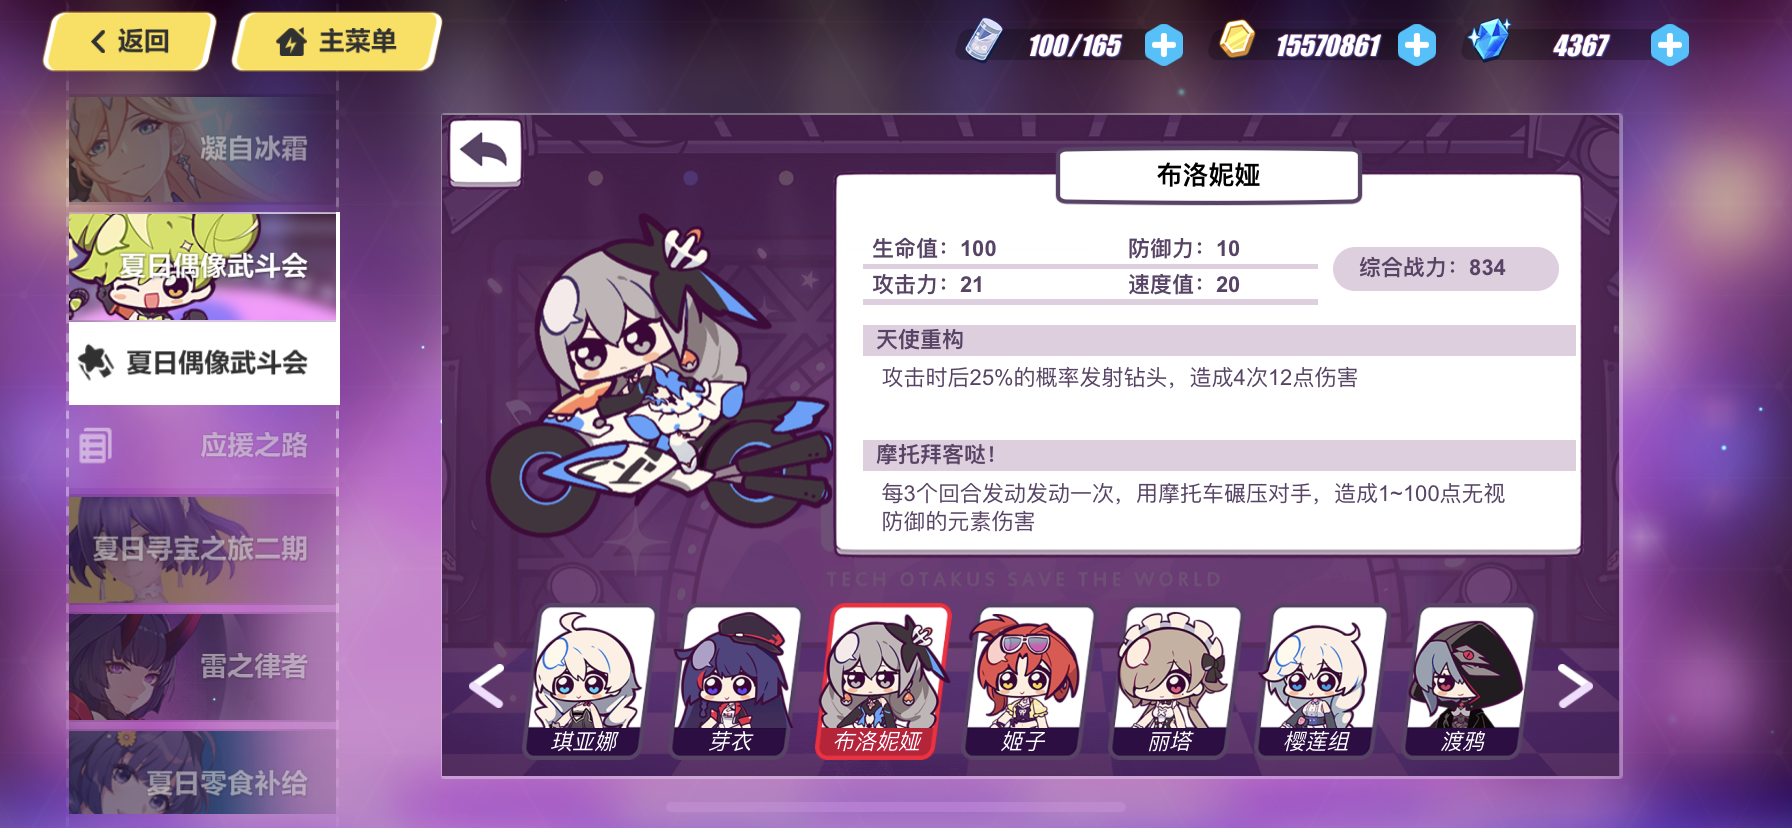 返回
主菜单
100/165
15570861
4367
凝自冰霜
夏日偶像武斗会
夏日偶像武斗会
应援之路
夏日寻宝之旅二期
雷之律者
夏日零食补给
布洛妮娅
生命值：100
防御力：10
攻击力：21
速度值：20
综合战力：834
天使重构
攻击时后25%的概率发射钻头，造成4次12点伤害
摩托拜客哒！
每3个回合发动发动一次，用摩托车碾压对手，造成1~100点无视
防御的元素伤害
TECH OTAKUS SAVE THE WORLD
琪亚娜
芽衣
布洛妮娅
姬子
丽塔
樱莲组
渡鸦